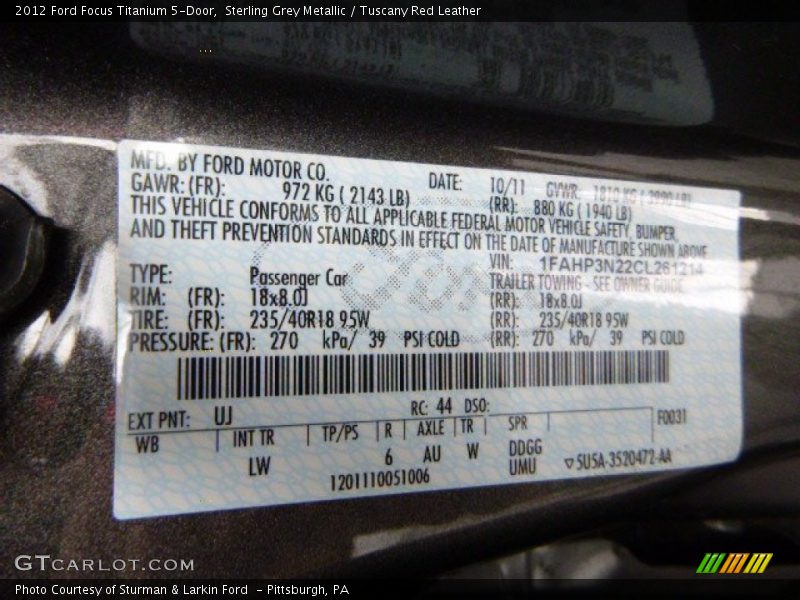 2012 Ford Focus Titanium 5-Door, Sterling Grey Metallic / Tuscany Red Leather
MFD. BY FORD MOTOR CO. DATE: 10/11 GVWR: 1810 KG ( 3990 LB)
GAWR: (FR): 972 KG ( 2143 LB) (RR): 880 KG ( 1940 LB)
THIS VEHICLE CONFORMS TO ALL APPLICABLE FEDERAL MOTOR VEHICLE SAFETY, BUMPER,
AND THEFT PREVENTION STANDARDS IN EFFECT ON THE DATE OF MANUFACTURE SHOWN ABOVE
VIN: 1FAHP3N22CL261214
TYPE: Passenger Car TRAILER TOWING - SEE OWNER GUIDE
RIM: (FR): 18x8.0J (RR): 18x8.0J
TIRE: (FR): 235/40R18 95W (RR): 235/40R18 95W
PRESSURE: (FR): 270 kPa/ 39 PSI COLD (RR): 270 kPa/ 39 PSI COLD
EXT PNT: UJ RC: 44 DSO: F0031
WB INT TR TP/PS R AXLE TR SPR
LW 6 AU W DDGG
1201110051006 UMU ▽5U5A-3520472-AA
GTCARLOT.COM
Photo Courtesy of Sturman & Larkin Ford - Pittsburgh, PA